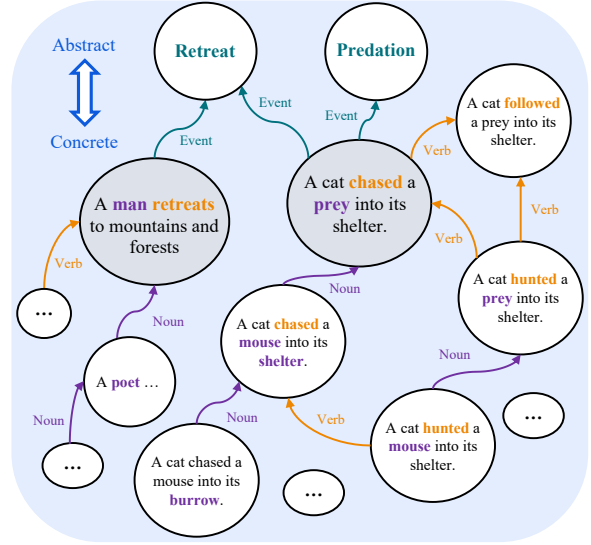 Abstract
Concrete
Retreat
Predation
Event
Event
Event
A cat followed
a prey into its
shelter.
Verb
A man retreats
to mountains and
forests
A cat chased a
prey into its
shelter.
Verb
Verb
Verb
A cat hunted a
prey into its
shelter.
...
Noun
Noun
A cat chased a
mouse into its
shelter.
Noun
A poet ...
Noun
Noun
Verb
...
...
A cat chased a
mouse into its
burrow.
A cat hunted a
mouse into its
shelter.
...